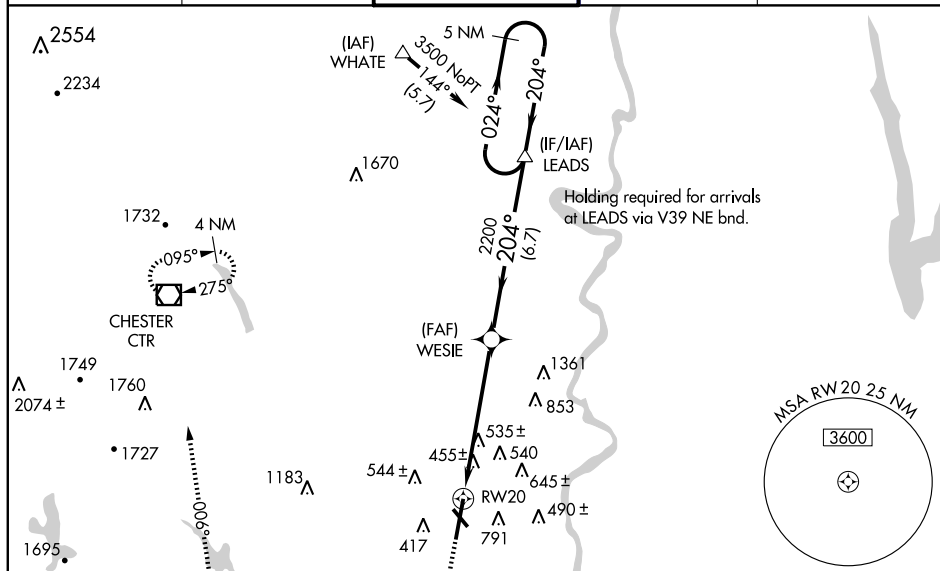 2554
2234
(IAF)
WHATE
3500 NoPT
144°
(5.7)
5 NM
024°
204°
(IF/IAF)
LEADS
1670
Holding required for arrivals
at LEADS via V39 NE bnd.
1732
4 NM
095°
275°
CHESTER
CTR
2200
204°
(6.7)
(FAF)
WESIE
1749
2074 ±
1760
1727
1361
853
535 ±
455 ±
540
544 ±
645 ±
1183
RW20
490 ±
417
791
006°
1695
MSA RW 20 25 NM
3600